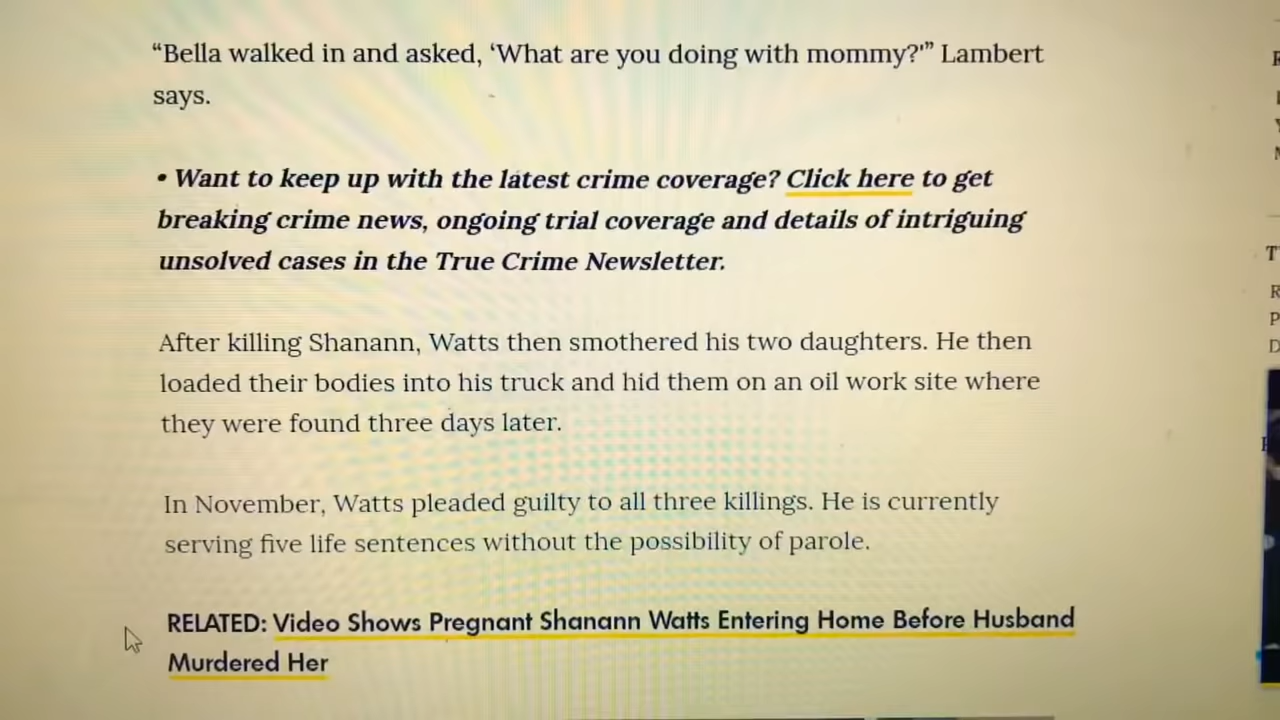 “Bella walked in and asked, ‘What are you doing with mommy?'” Lambert
says.
• Want to keep up with the latest crime coverage? Click here to get
breaking crime news, ongoing trial coverage and details of intriguing
unsolved cases in the True Crime Newsletter.
After killing Shanann, Watts then smothered his two daughters. He then
loaded their bodies into his truck and hid them on an oil work site where
they were found three days later.
In November, Watts pleaded guilty to all three killings. He is currently
serving five life sentences without the possibility of parole.
RELATED: Video Shows Pregnant Shanann Watts Entering Home Before Husband
Murdered Her